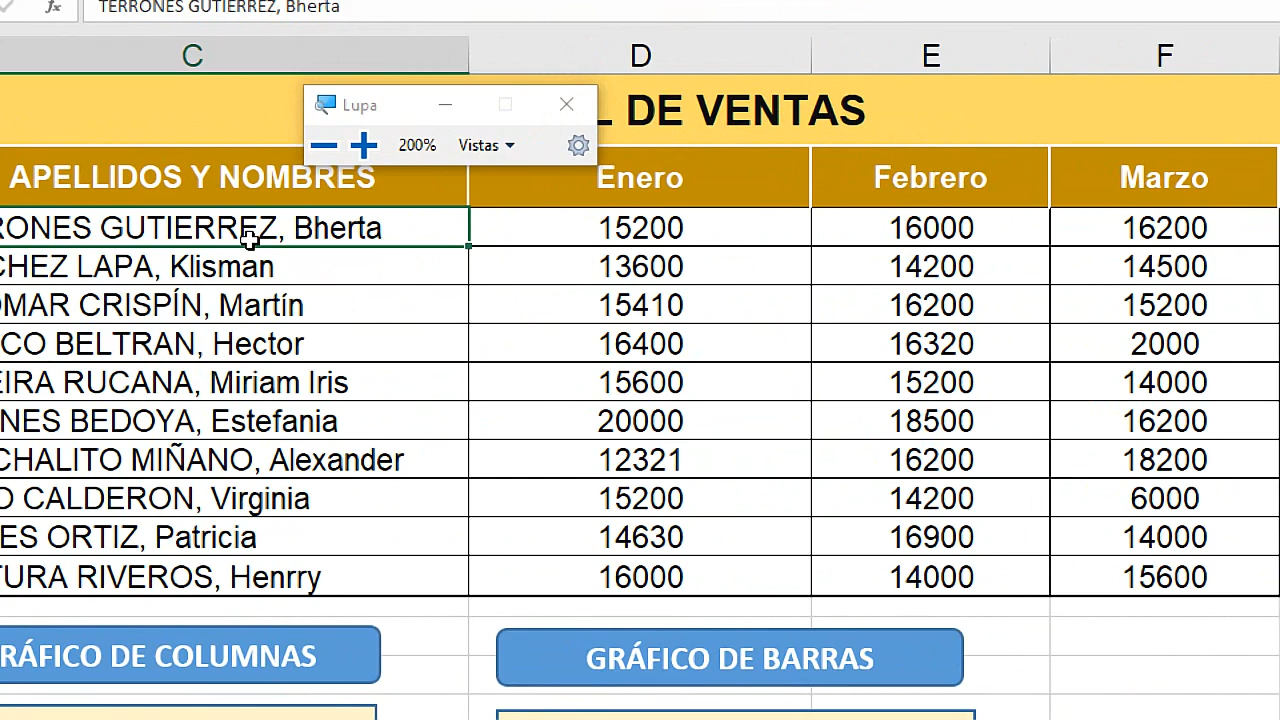 fx TERRONES GUTIERREZ, Bherta
C D E F
Lupa
200% Vistas
L DE VENTAS
APELLIDOS Y NOMBRES Enero Febrero Marzo
RONES GUTIERREZ, Bherta 15200 16000 16200
CHEZ LAPA, Klisman 13600 14200 14500
OMAR CRISPÍN, Martín 15410 16200 15200
CO BELTRAN, Hector 16400 16320 2000
EIRA RUCANA, Miriam Iris 15600 15200 14000
NES BEDOYA, Estefania 20000 18500 16200
CHALITO MIÑANO, Alexander 12321 16200 18200
O CALDERON, Virginia 15200 14200 6000
ES ORTIZ, Patricia 14630 16900 14000
TURA RIVEROS, Henrry 16000 14000 15600
RÁFICO DE COLUMNAS GRÁFICO DE BARRAS